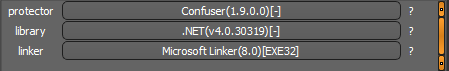 protector Confuser(1.9.0.0)[-] ?
library .NET(v4.0.30319)[-] ?
linker Microsoft Linker(8.0)[EXE32] ?